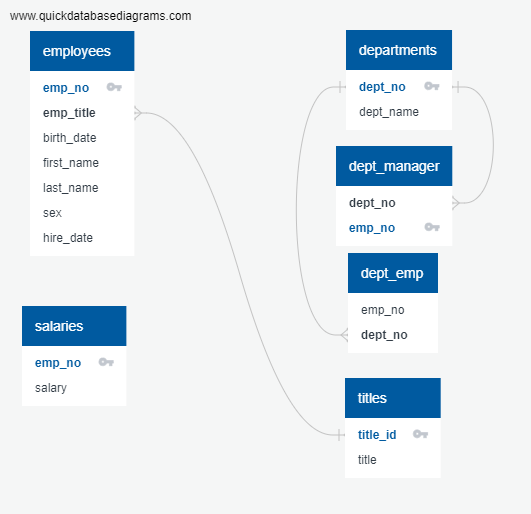 www.quickdatabasediagrams.com
employees
emp_no
emp_title
birth_date
first_name
last_name
sex
hire_date
departments
dept_no
dept_name
dept_manager
dept_no
emp_no
dept_emp
emp_no
dept_no
salaries
emp_no
salary
titles
title_id
title